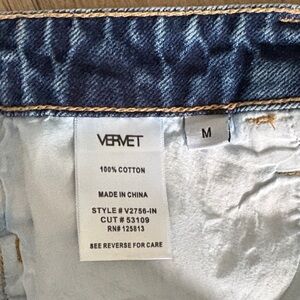 VERVET
M
100% COTTON
MADE IN CHINA
STYLE # V2756-IN
CUT # 53109
RN# 125813
SEE REVERSE FOR CARE